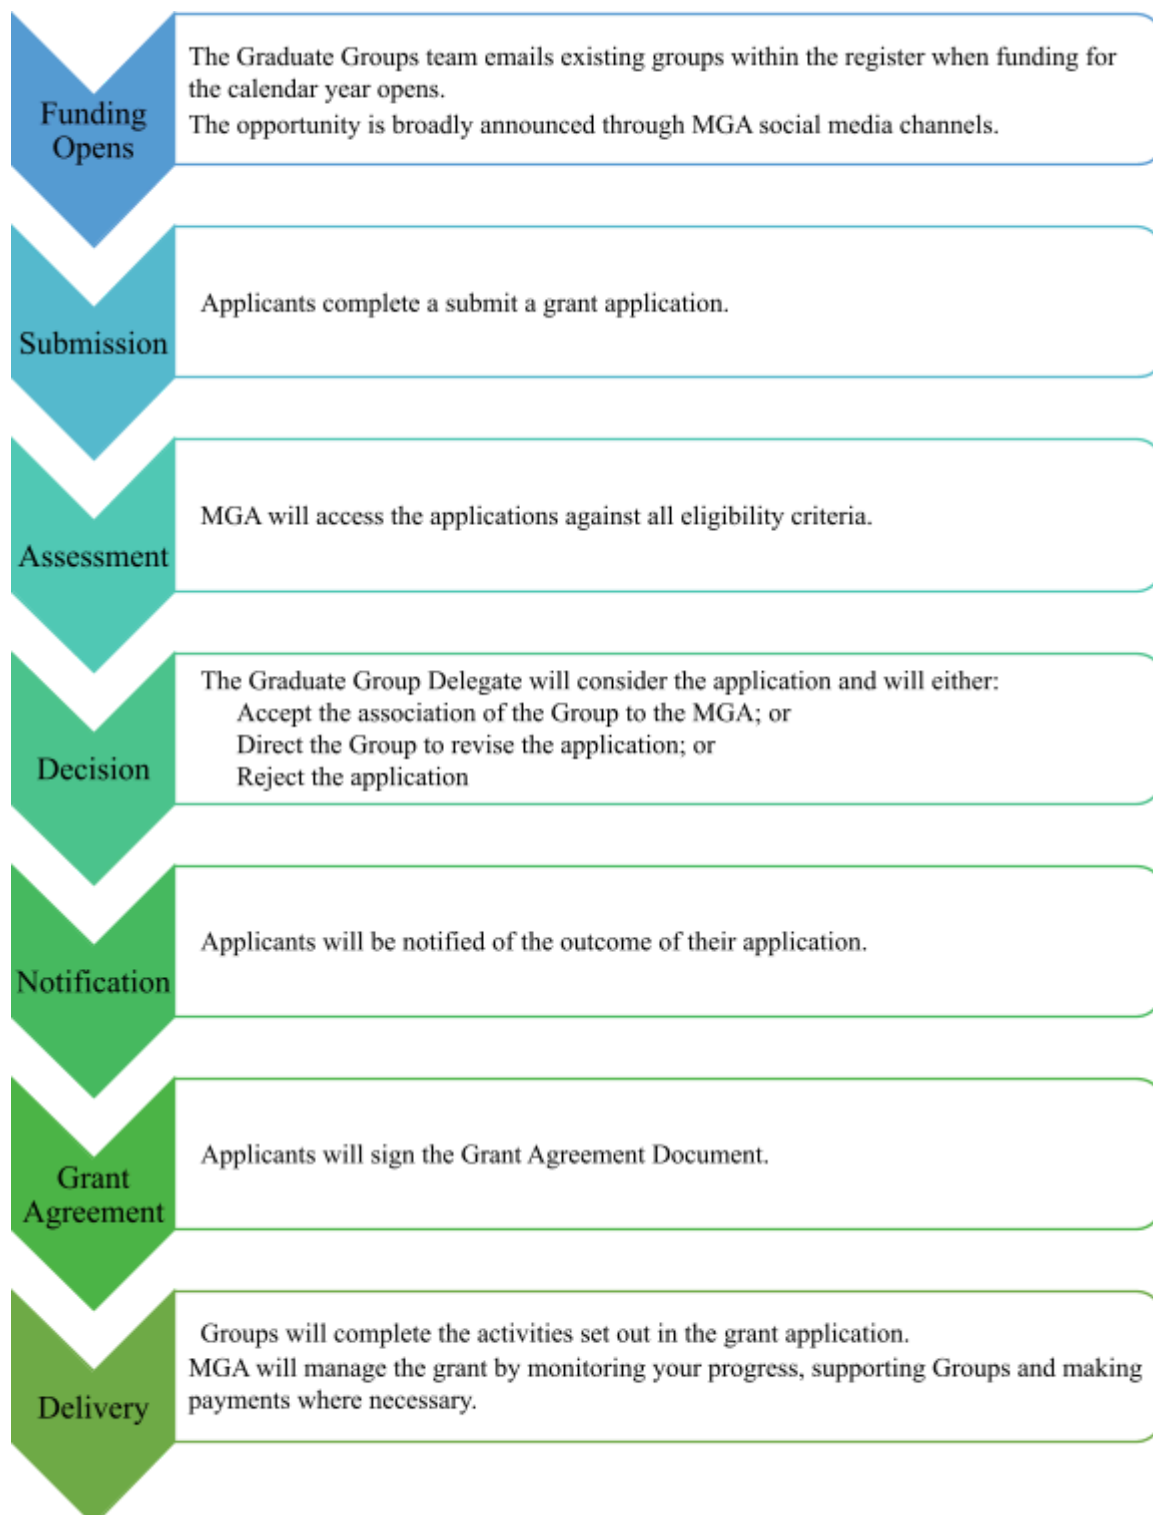 Funding
Opens
The Graduate Groups team emails existing groups within the register when funding for
the calendar year opens.
The opportunity is broadly announced through MGA social media channels.
Submission
Applicants complete a submit a grant application.
Assessment
MGA will access the applications against all eligibility criteria.
Decision
The Graduate Group Delegate will consider the application and will either:
Accept the association of the Group to the MGA; or
Direct the Group to revise the application; or
Reject the application
Notification
Applicants will be notified of the outcome of their application.
Grant
Agreement
Applicants will sign the Grant Agreement Document.
Delivery
Groups will complete the activities set out in the grant application.
MGA will manage the grant by monitoring your progress, supporting Groups and making
payments where necessary.